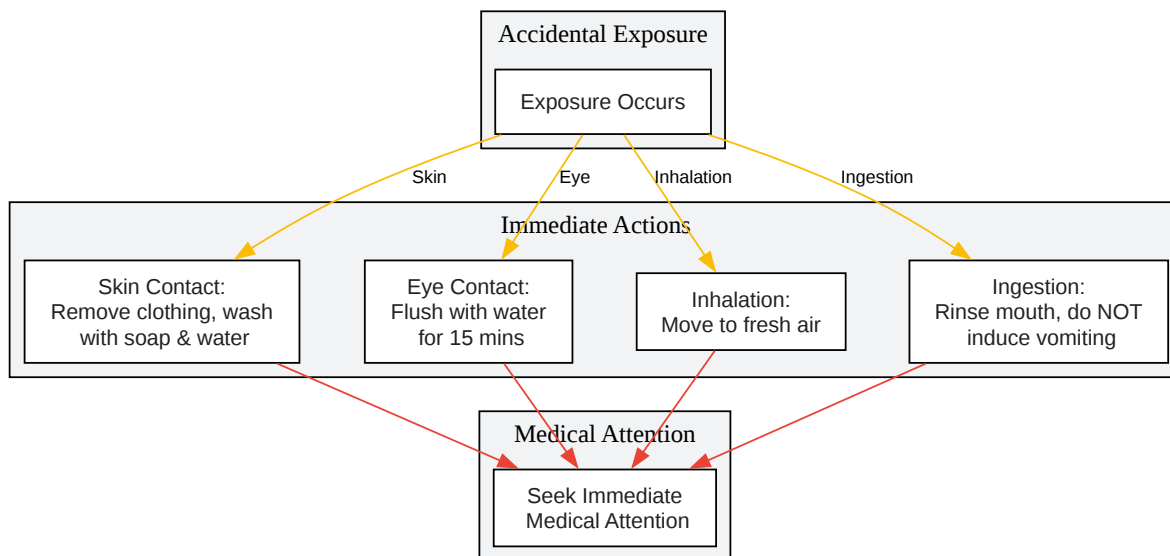 Accidental Exposure
Exposure Occurs
Skin
Eye
Inhalation
Ingestion
Immediate Actions
Skin Contact:
Remove clothing, wash
with soap & water
Eye Contact:
Flush with water
for 15 mins
Inhalation:
Move to fresh air
Ingestion:
Rinse mouth, do NOT
induce vomiting
Medical Attention
Seek Immediate
Medical Attention